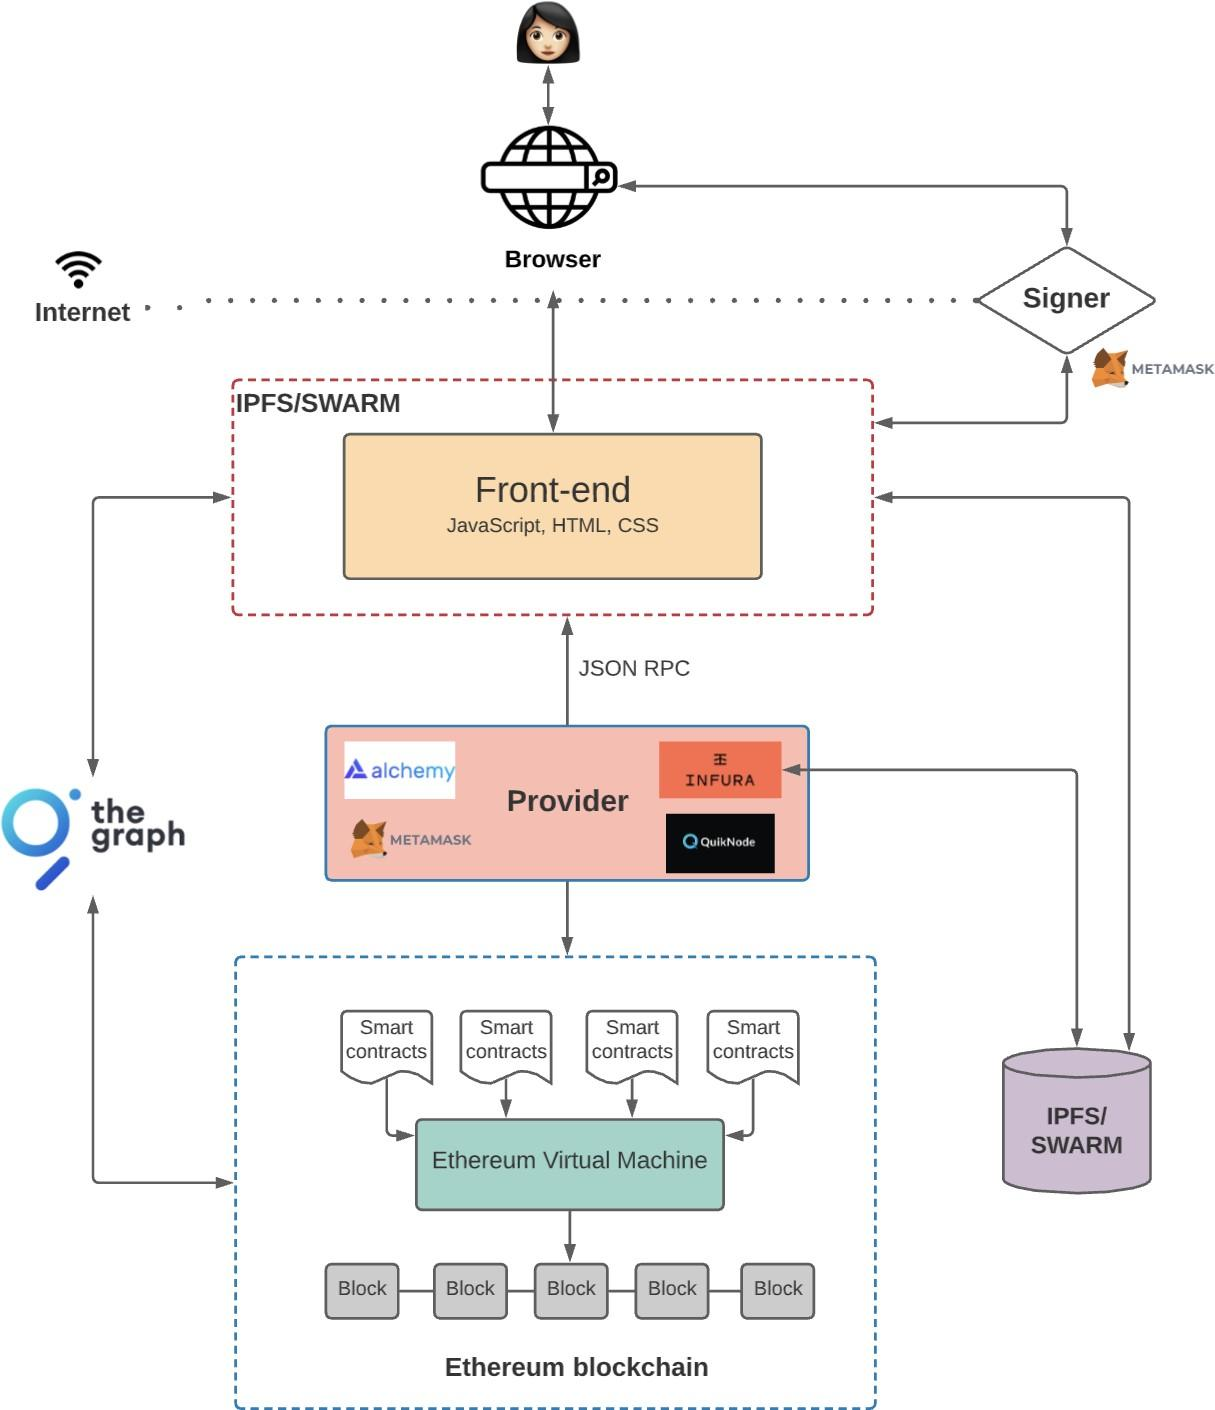 Browser
Internet
Signer
METAMASK
IPFS/SWARM
Front-end
JavaScript, HTML, CSS
JSON RPC
alchemy
INFURA
Provider
METAMASK
QuikNode
the
graph
Smart
contracts
Smart
contracts
Smart
contracts
Smart
contracts
Ethereum Virtual Machine
IPFS/
SWARM
Block
Block
Block
Block
Block
Ethereum blockchain